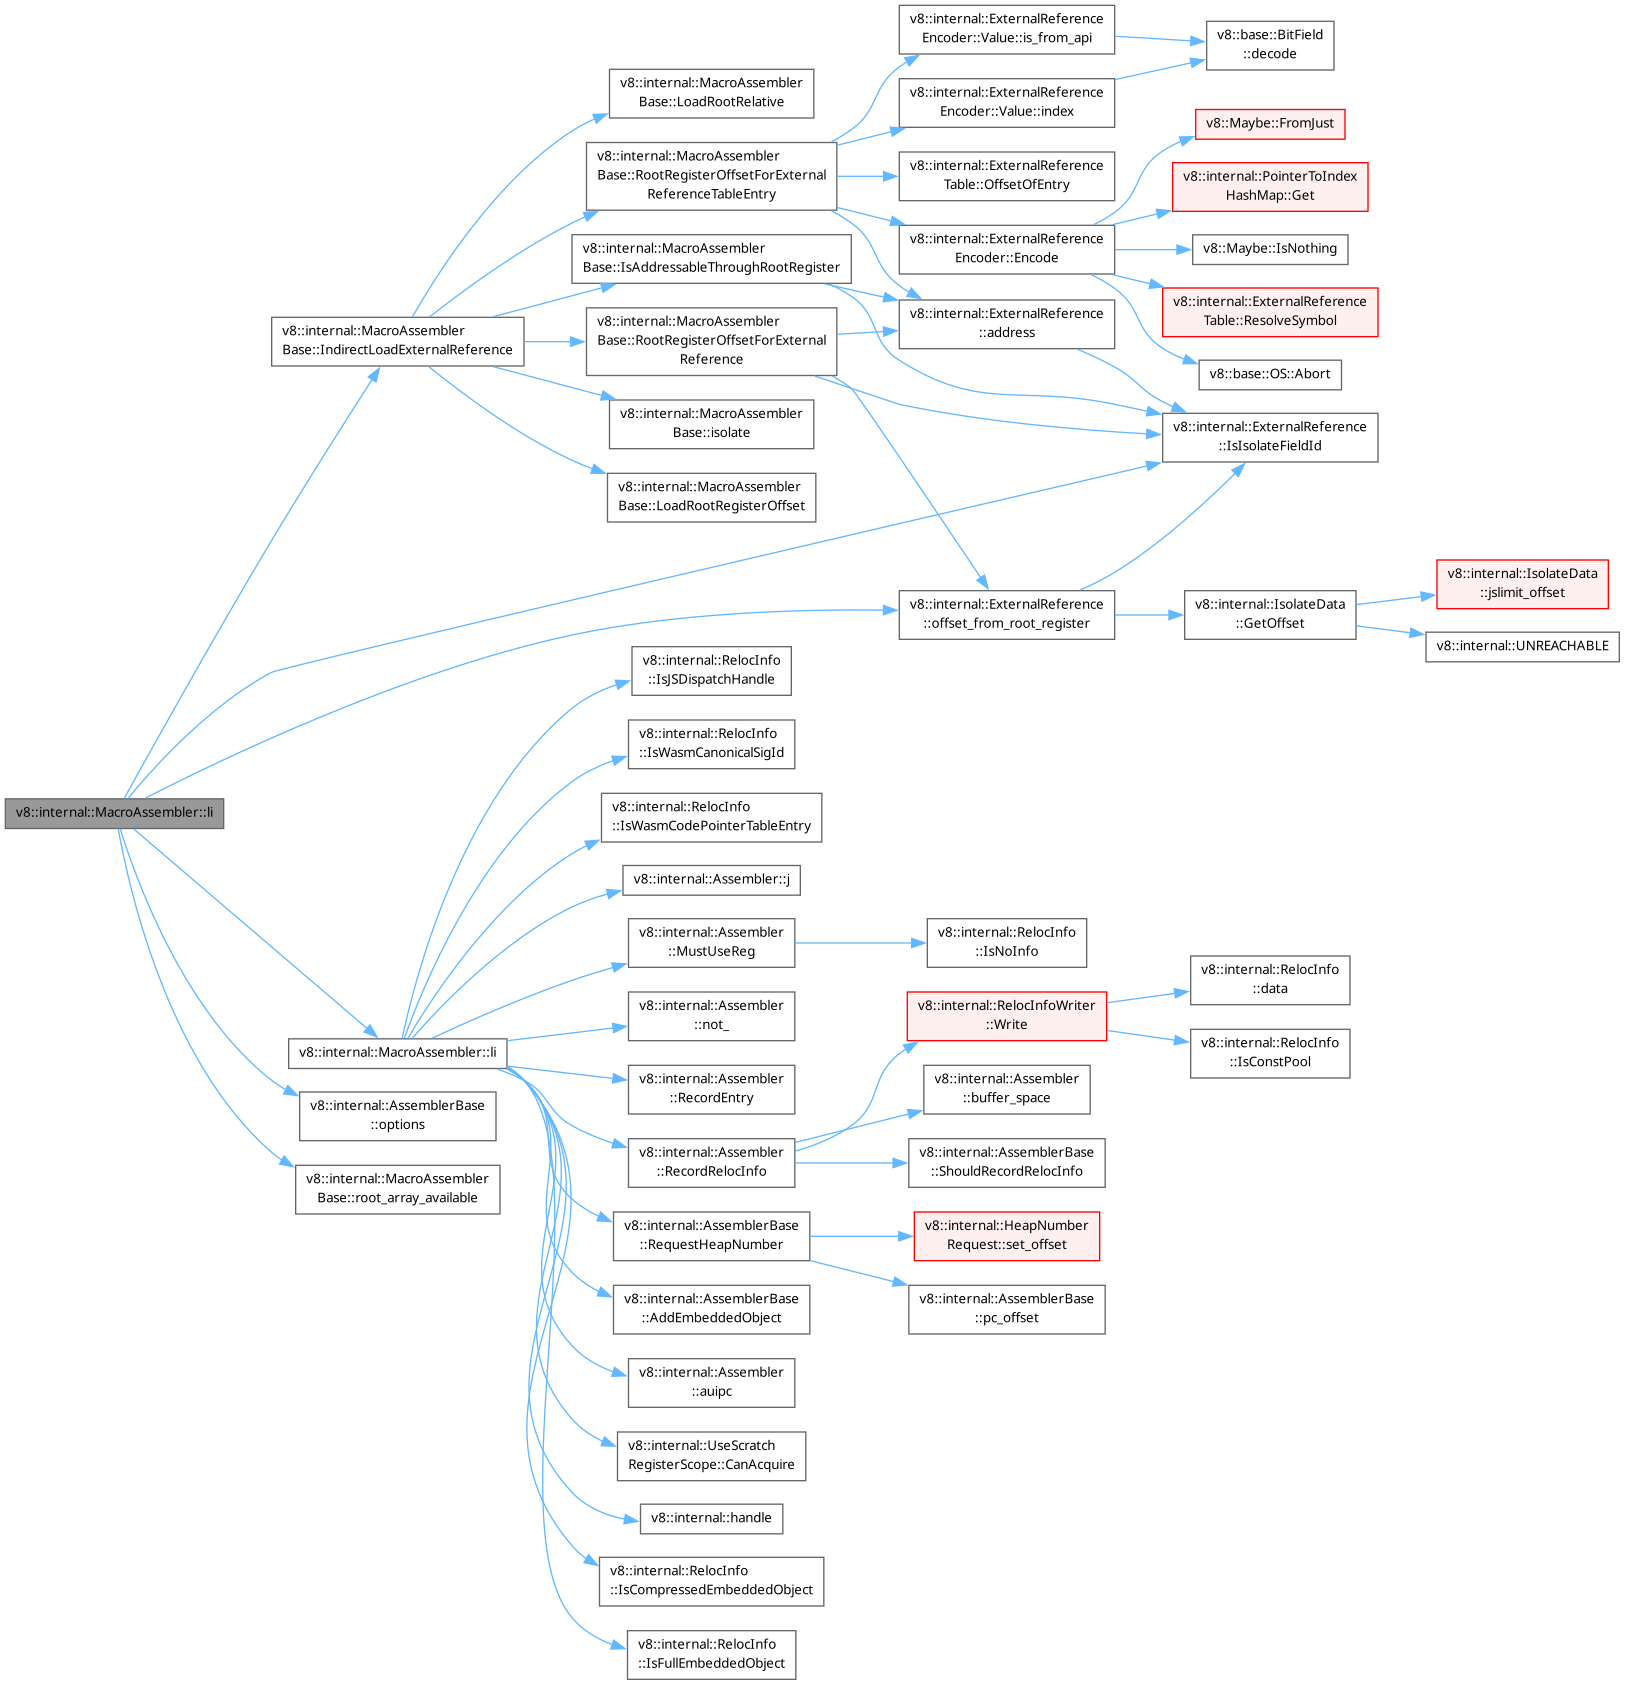 v8::internal::MacroAssembler::li
v8::internal::MacroAssembler
Base::IndirectLoadExternalReference
v8::internal::MacroAssembler
Base::LoadRootRelative
v8::internal::MacroAssembler
Base::RootRegisterOffsetForExternal
ReferenceTableEntry
v8::internal::MacroAssembler
Base::IsAddressableThroughRootRegister
v8::internal::MacroAssembler
Base::RootRegisterOffsetForExternal
Reference
v8::internal::MacroAssembler
Base::isolate
v8::internal::MacroAssembler
Base::LoadRootRegisterOffset
v8::internal::ExternalReference
Encoder::Value::is_from_api
v8::internal::ExternalReference
Encoder::Value::index
v8::internal::ExternalReference
Table::OffsetOfEntry
v8::internal::ExternalReference
Encoder::Encode
v8::internal::ExternalReference
::address
v8::base::BitField
::decode
v8::Maybe::FromJust
v8::internal::PointerToIndex
HashMap::Get
v8::Maybe::IsNothing
v8::internal::ExternalReference
Table::ResolveSymbol
v8::base::OS::Abort
v8::internal::ExternalReference
::IsIsolateFieldId
v8::internal::ExternalReference
::offset_from_root_register
v8::internal::IsolateData
::GetOffset
v8::internal::IsolateData
::jslimit_offset
v8::internal::UNREACHABLE
v8::internal::MacroAssembler::li
v8::internal::AssemblerBase
::options
v8::internal::MacroAssembler
Base::root_array_available
v8::internal::RelocInfo
::IsJSDispatchHandle
v8::internal::RelocInfo
::IsWasmCanonicalSigId
v8::internal::RelocInfo
::IsWasmCodePointerTableEntry
v8::internal::Assembler::j
v8::internal::Assembler
::MustUseReg
v8::internal::RelocInfo
::IsNoInfo
v8::internal::Assembler
::not_
v8::internal::Assembler
::RecordEntry
v8::internal::Assembler
::RecordRelocInfo
v8::internal::RelocInfoWriter
::Write
v8::internal::RelocInfo
::data
v8::internal::RelocInfo
::IsConstPool
v8::internal::Assembler
::buffer_space
v8::internal::AssemblerBase
::ShouldRecordRelocInfo
v8::internal::AssemblerBase
::RequestHeapNumber
v8::internal::HeapNumber
Request::set_offset
v8::internal::AssemblerBase
::pc_offset
v8::internal::AssemblerBase
::AddEmbeddedObject
v8::internal::Assembler
::auipc
v8::internal::UseScratch
RegisterScope::CanAcquire
v8::internal::handle
v8::internal::RelocInfo
::IsCompressedEmbeddedObject
v8::internal::RelocInfo
::IsFullEmbeddedObject